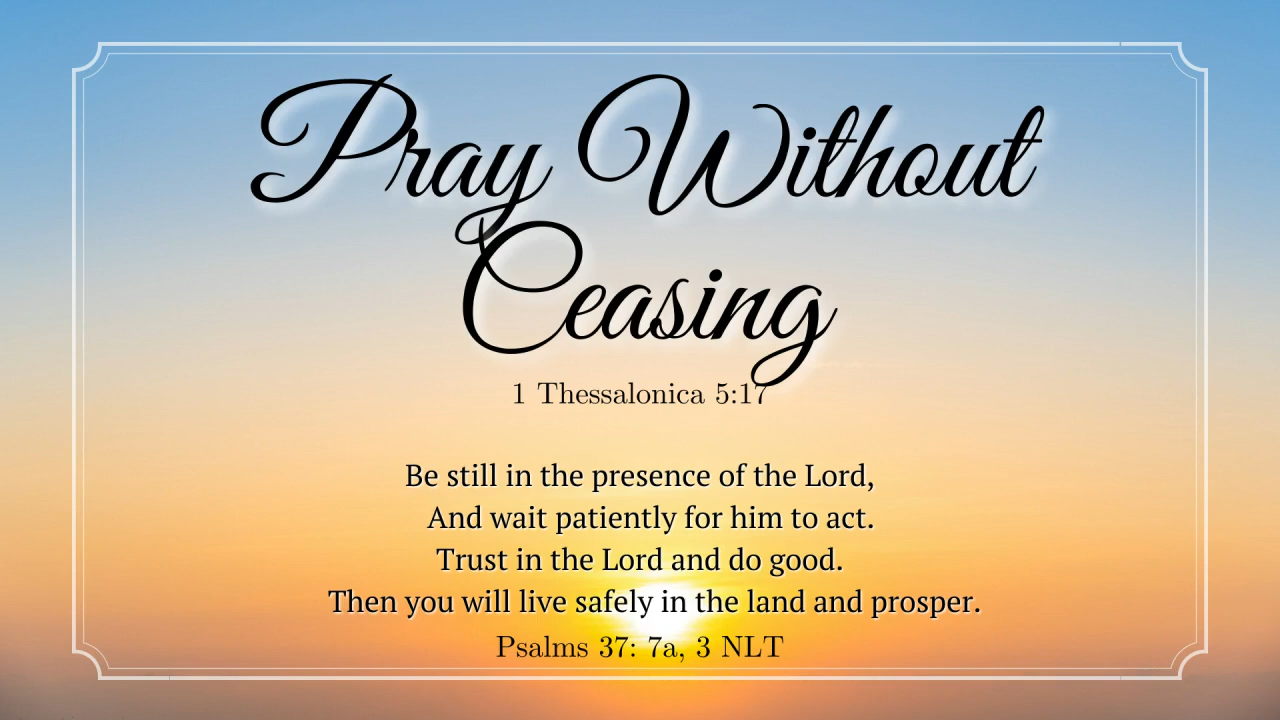 Pray Without
Ceasing
1 Thessalonica 5:17
Be still in the presence of the Lord,
And wait patiently for him to act.
Trust in the Lord and do good.
Then you will live safely in the land and prosper.
Psalms 37: 7a, 3 NLT